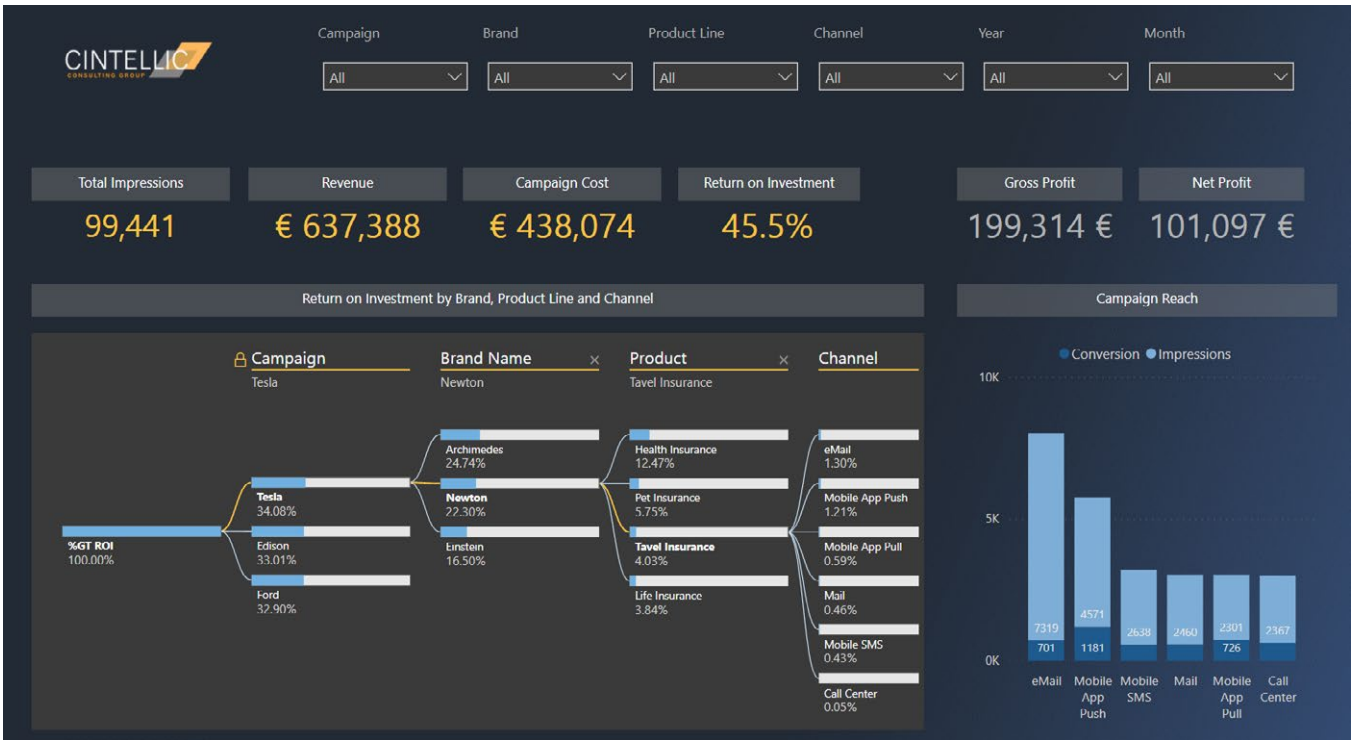 CINTELLIC
CONSULTING GROUP
Campaign
All
Brand
All
Product Line
All
Channel
All
Year
All
Month
All
Total Impressions
99,441
Revenue
€ 637,388
Campaign Cost
€ 438,074
Return on Investment
45.5%
Gross Profit
199,314 €
Net Profit
101,097 €
Return on Investment by Brand, Product Line and Channel
Campaign
Tesla
Brand Name
Newton
Product
Tavel Insurance
Channel
%GT ROI
100.00%
Tesla
34.08%
Edison
33.01%
Ford
32.90%
Archimedes
24.74%
Newton
22.30%
Einstein
16.50%
Health Insurance
12.47%
Pet Insurance
5.75%
Tavel Insurance
4.03%
Life Insurance
3.84%
eMail
1.30%
Mobile App Push
1.21%
Mobile App Pull
0.59%
Mail
0.46%
Mobile SMS
0.43%
Call Center
0.05%
Campaign Reach
Conversion
Impressions
10K
5K
0K
7319
701
4571
1181
2638
2460
2301
726
2367
eMail
Mobile
App
Push
Mobile
SMS
Mail
Mobile
App
Pull
Call
Center